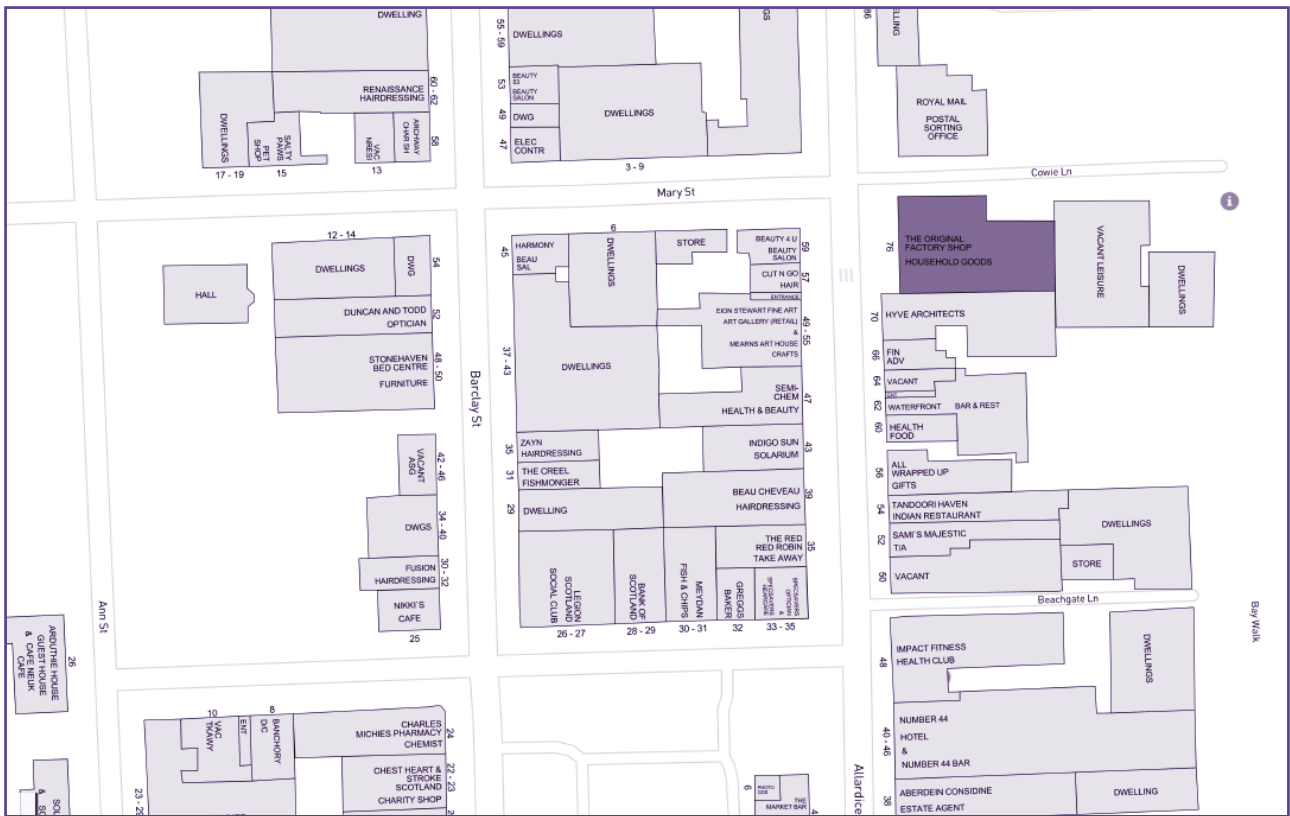 DWELLING
60 - 62
RENAISSANCE
HAIRDRESSING
DWELLINGS
SALTY
PAWS
PET
SHOP
VAC
NRESI
ARCHWAY
CHAR SH
58
17 - 19
15
13
55 - 59
DWELLINGS
53
BEAUTY
53
BEAUTY
SALON
49
DWG
47
ELEC
CONTR
DWELLINGS
3 - 9
GS
86
LING
ROYAL MAIL
POSTAL
SORTING
OFFICE
Cowie Ln
Mary St
12 - 14
DWELLINGS
DWG
54
HALL
DUNCAN AND TODD
OPTICIAN
52
STONEHAVEN
BED CENTRE
FURNITURE
48 - 50
VACANT
ASG
42 - 46
DWGS
34 - 40
FUSION
HAIRDRESSING
30 - 32
NIKKI'S
CAFE
25
Barclay St
Ann St
45
HARMONY
BEAU
SAL
6
DWELLINGS
STORE
BEAUTY 4 U
BEAUTY
SALON
59
CUT N GO
HAIR
57
ENTRANCE
EION STEWART FINE ART
ART GALLERY (RETAIL)
&
MEARNS ART HOUSE
CRAFTS
49 - 55
37 - 43
DWELLINGS
SEMI-
CHEM
HEALTH & BEAUTY
47
35
ZAYN
HAIRDRESSING
31
THE CREEL
FISHMONGER
INDIGO SUN
SOLARIUM
43
29
DWELLING
BEAU CHEVEAU
HAIRDRESSING
39
THE RED
RED ROBIN
TAKE AWAY
35
LEGION
SCOTLAND
SOCIAL CLUB
BANK OF
SCOTLAND
MEYDAN
FISH & CHIPS
GREGGS
BAKER
SPECSAVERS
OPTICIAN
&
SPECSAVERS
HEARCARE
26 - 27
28 - 29
30 - 31
32
33 - 35
76
THE ORIGINAL
FACTORY SHOP
HOUSEHOLD GOODS
VACANT LEISURE
DWELLINGS
i
70
HYVE ARCHITECTS
66
FIN
ADV
64
VACANT
62
WATERFRONT
BAR & REST
60
HEALTH
FOOD
56
ALL
WRAPPED UP
GIFTS
54
TANDOORI HAVEN
INDIAN RESTAURANT
52
SAMI'S MAJESTIC
T/A
50
VACANT
DWELLINGS
STORE
Beachgate Ln
Bay Walk
48
IMPACT FITNESS
HEALTH CLUB
DWELLINGS
40 - 46
NUMBER 44
HOTEL
&
NUMBER 44 BAR
38
ABERDEIN CONSIDINE
ESTATE AGENT
DWELLING
Allardice
26
ARDUTHIE HOUSE
GUEST HOUSE
& CAFE NEUK
CAFE
10
VAC
TKAWY
ENT
8
BANCHORY
D/C
CHARLES
MICHIES PHARMACY
CHEMIST
24
CHEST HEART &
STROKE
SCOTLAND
CHARITY SHOP
22 - 23
6
PHOTO
THE
MARKET BAR